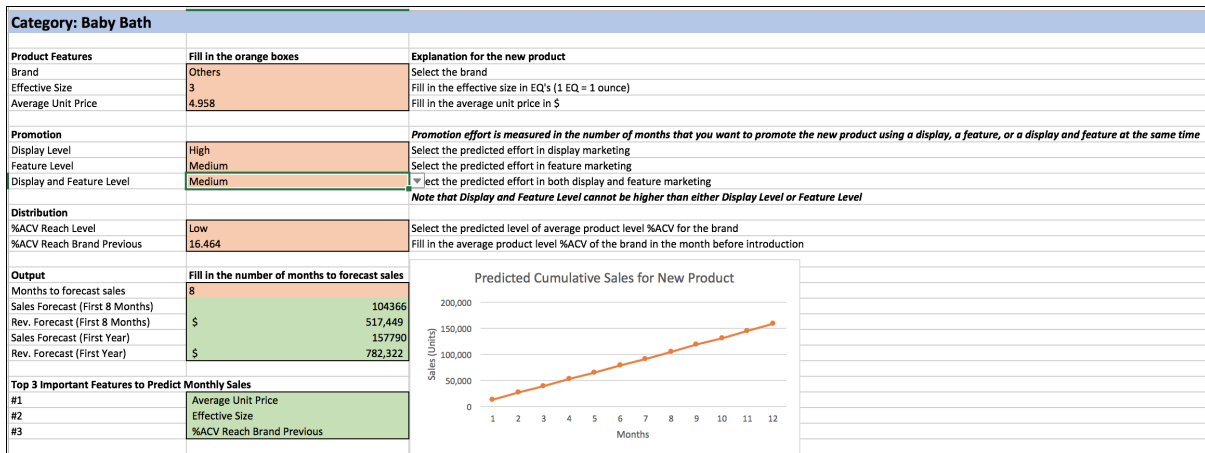 Category: Baby Bath
Product Features Fill in the orange boxes Explanation for the new product
Brand Others Select the brand
Effective Size 3 Fill in the effective size in EQ's (1 EQ = 1 ounce)
Average Unit Price 4.958 Fill in the average unit price in $
Promotion Promotion effort is measured in the number of months that you want to promote the new product using a display, a feature, or a display and feature at the same time
Display Level High Select the predicted effort in display marketing
Feature Level Medium Select the predicted effort in feature marketing
Display and Feature Level Medium ect the predicted effort in both display and feature marketing
Note that Display and Feature Level cannot be higher than either Display Level or Feature Level
Distribution
%ACV Reach Level Low Select the predicted level of average product level %ACV for the brand
%ACV Reach Brand Previous 16.464 Fill in the average product level %ACV of the brand in the month before introduction
Output Fill in the number of months to forecast sales
Months to forecast sales 8
Sales Forecast (First 8 Months) 104366
Rev. Forecast (First 8 Months) $ 517,449
Sales Forecast (First Year) 157790
Rev. Forecast (First Year) $ 782,322
Top 3 Important Features to Predict Monthly Sales
#1 Average Unit Price
#2 Effective Size
#3 %ACV Reach Brand Previous
Predicted Cumulative Sales for New Product
Sales (Units)
200,000
150,000
100,000
50,000
0
1 2 3 4 5 6 7 8 9 10 11 12
Months